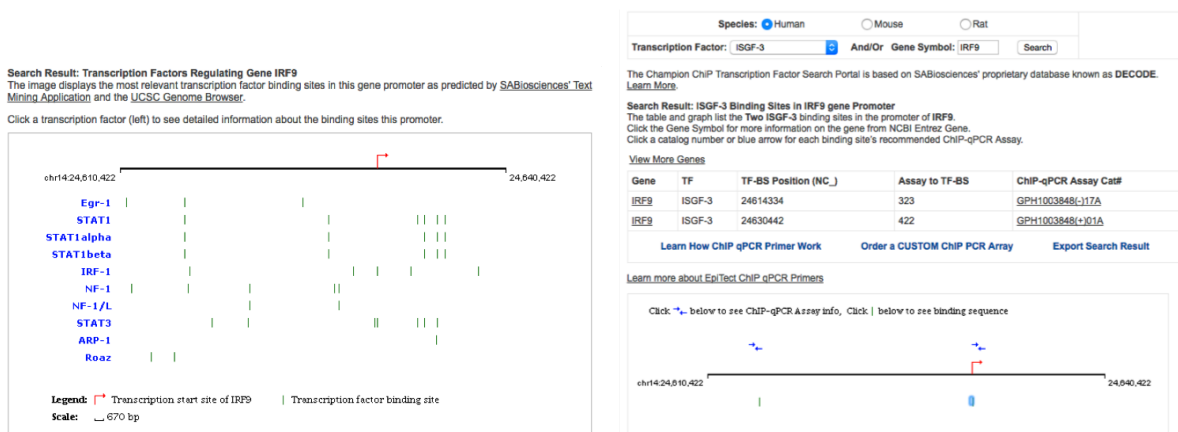 Search Result: Transcription Factors Regulating Gene IRF9
The image displays the most relevant transcription factor binding sites in this gene promoter as predicted by SABiosciences' Text
Mining Application and the UCSC Genome Browser.
Click a transcription factor (left) to see detailed information about the binding sites this promoter.
chr14:24,610,422
24,640,422
Egr-1
STAT1
STAT1alpha
STAT1beta
IRF-1
NF-1
NF-1/L
STAT3
ARP-1
Roaz
Legend: Transcription start site of IRF9 | Transcription factor binding site
Scale: 670 bp
Species: Human Mouse Rat
Transcription Factor: ISGF-3 And/Or Gene Symbol: IRF9 Search
The Champion ChiP Transcription Factor Search Portal is based on SABiosciences' proprietary database known as DECODE.
Learn More.
Search Result: ISGF-3 Binding Sites in IRF9 gene Promoter
The table and graph list the Two ISGF-3 binding sites in the promoter of IRF9.
Click the Gene Symbol for more information on the gene from NCBI Entrez Gene.
Click a catalog number or blue arrow for each binding site's recommended ChIP-qPCR Assay.
View More Genes
Gene TF TF-BS Position (NC_) Assay to TF-BS ChIP-qPCR Assay Cat#
IRF9 ISGF-3 24614334 323 GPH1003848(-)17A
IRF9 ISGF-3 24630442 422 GPH1003848(+)01A
Learn How ChIP qPCR Primer Work Order a CUSTOM ChIP PCR Array Export Search Result
Learn more about EpiTect ChIP qPCR Primers
Click below to see ChIP-qPCR Assay info, Click | below to see binding sequence
chr14:24,610,422
24,640,422